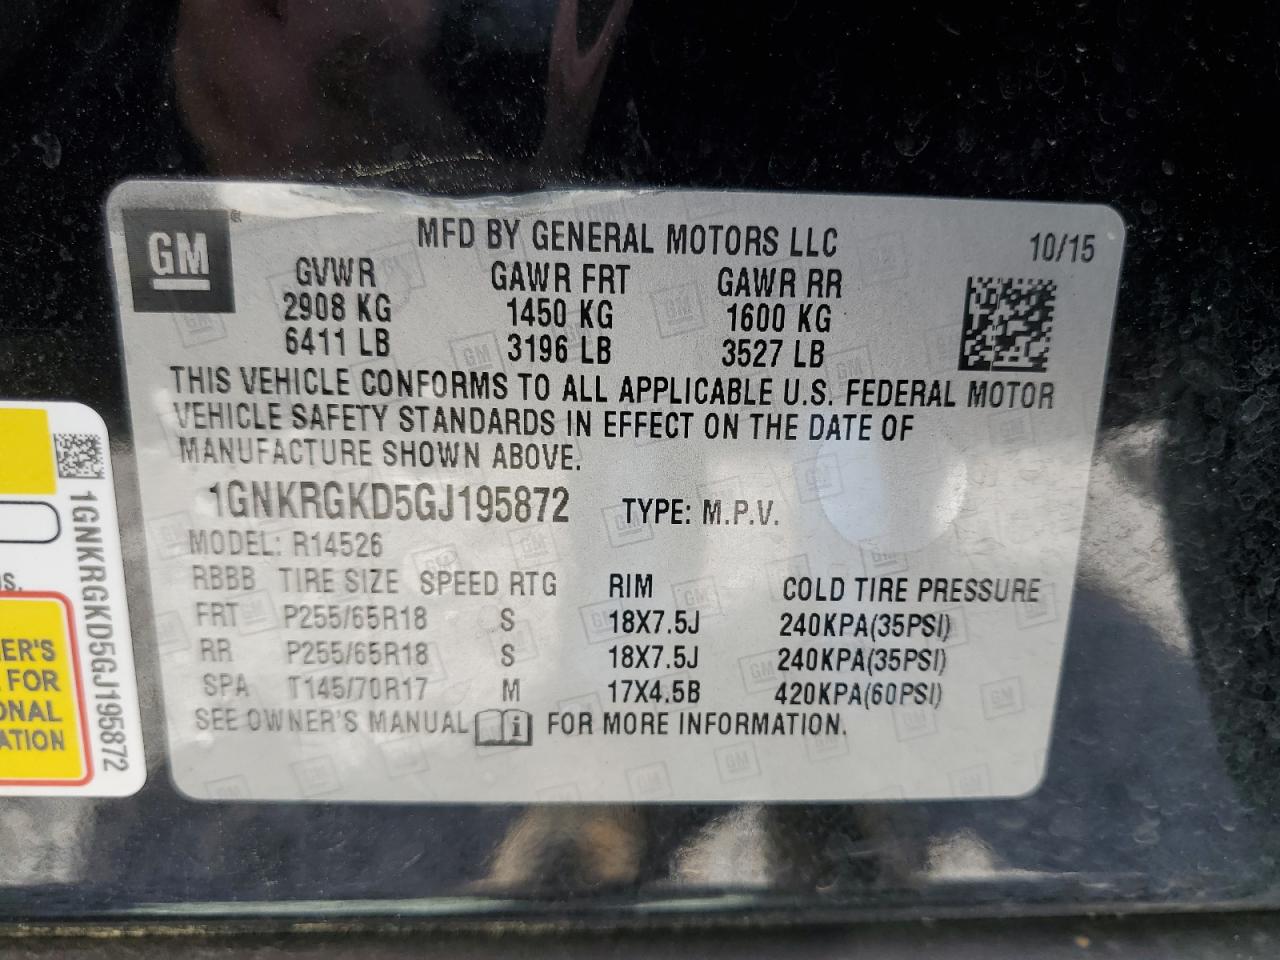 GM
MFD BY GENERAL MOTORS LLC
10/15
GVWR GAWR FRT GAWR RR
2908 KG 1450 KG 1600 KG
6411 LB 3196 LB 3527 LB
THIS VEHICLE CONFORMS TO ALL APPLICABLE U.S. FEDERAL MOTOR
VEHICLE SAFETY STANDARDS IN EFFECT ON THE DATE OF
MANUFACTURE SHOWN ABOVE.
1GNKRGKD5GJ195872 TYPE: M.P.V.
MODEL: R14526
RBBB TIRE SIZE SPEED RTG RIM COLD TIRE PRESSURE
FRT P255/65R18 S 18X7.5J 240KPA(35PSI)
RR P255/65R18 S 18X7.5J 240KPA(35PSI)
SPA T145/70R17 M 17X4.5B 420KPA(60PSI)
SEE OWNER'S MANUAL i FOR MORE INFORMATION.
1GNKRGKD5GJ195872
ER'S
FOR
ONAL
ATION